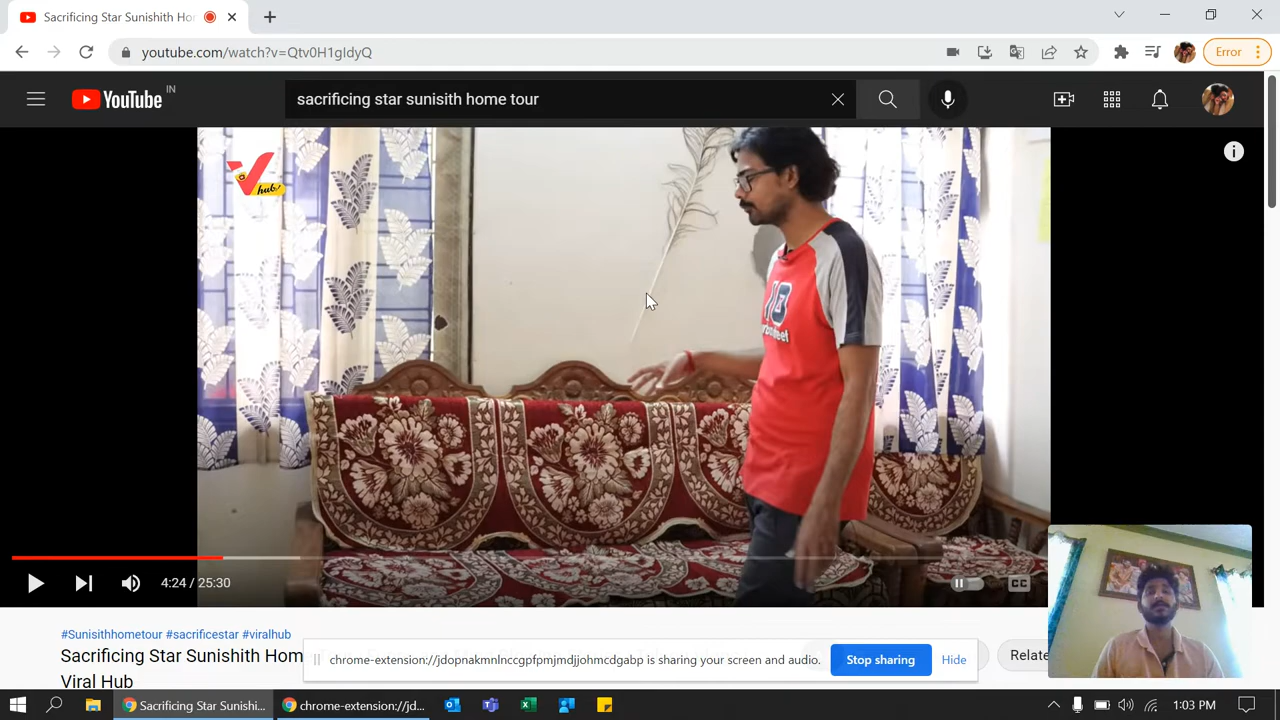 Sacrificing Star Sunishith Ho
youtube.com/watch?v=Qtv0H1gIdyQ
Error
YouTube IN
sacrificing star sunisith home tour
hub
4:24 / 25:30
CC
#Sunisithhometour #sacrificestar #viralhub
Sacrificing Star Sunishith Hom
Viral Hub
chrome-extension://jdopnakmnlnccgpfpmjmdjjohmcdgabp is sharing your screen and audio.
Stop sharing
Hide
Relate
Sacrificing Star Sunishi...
chrome-extension://jd...
1:03 PM